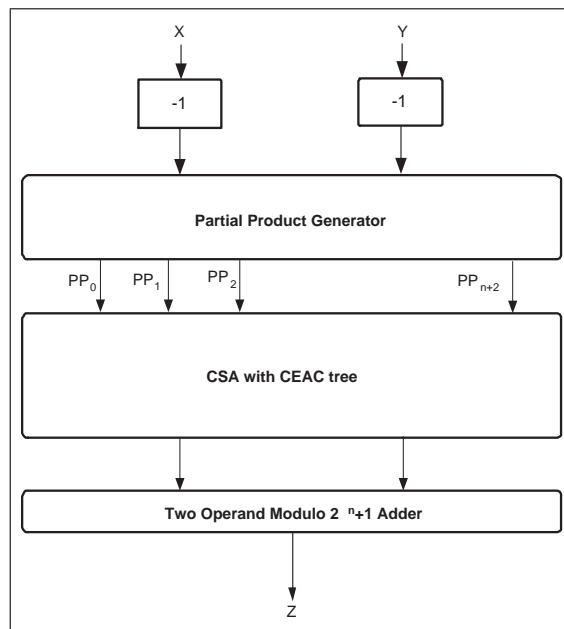 X Y
-1 -1
Partial Product Generator
PP0 PP1 PP2 PPn+2
CSA with CEAC tree
Two Operand Modulo 2 n+1 Adder
Z